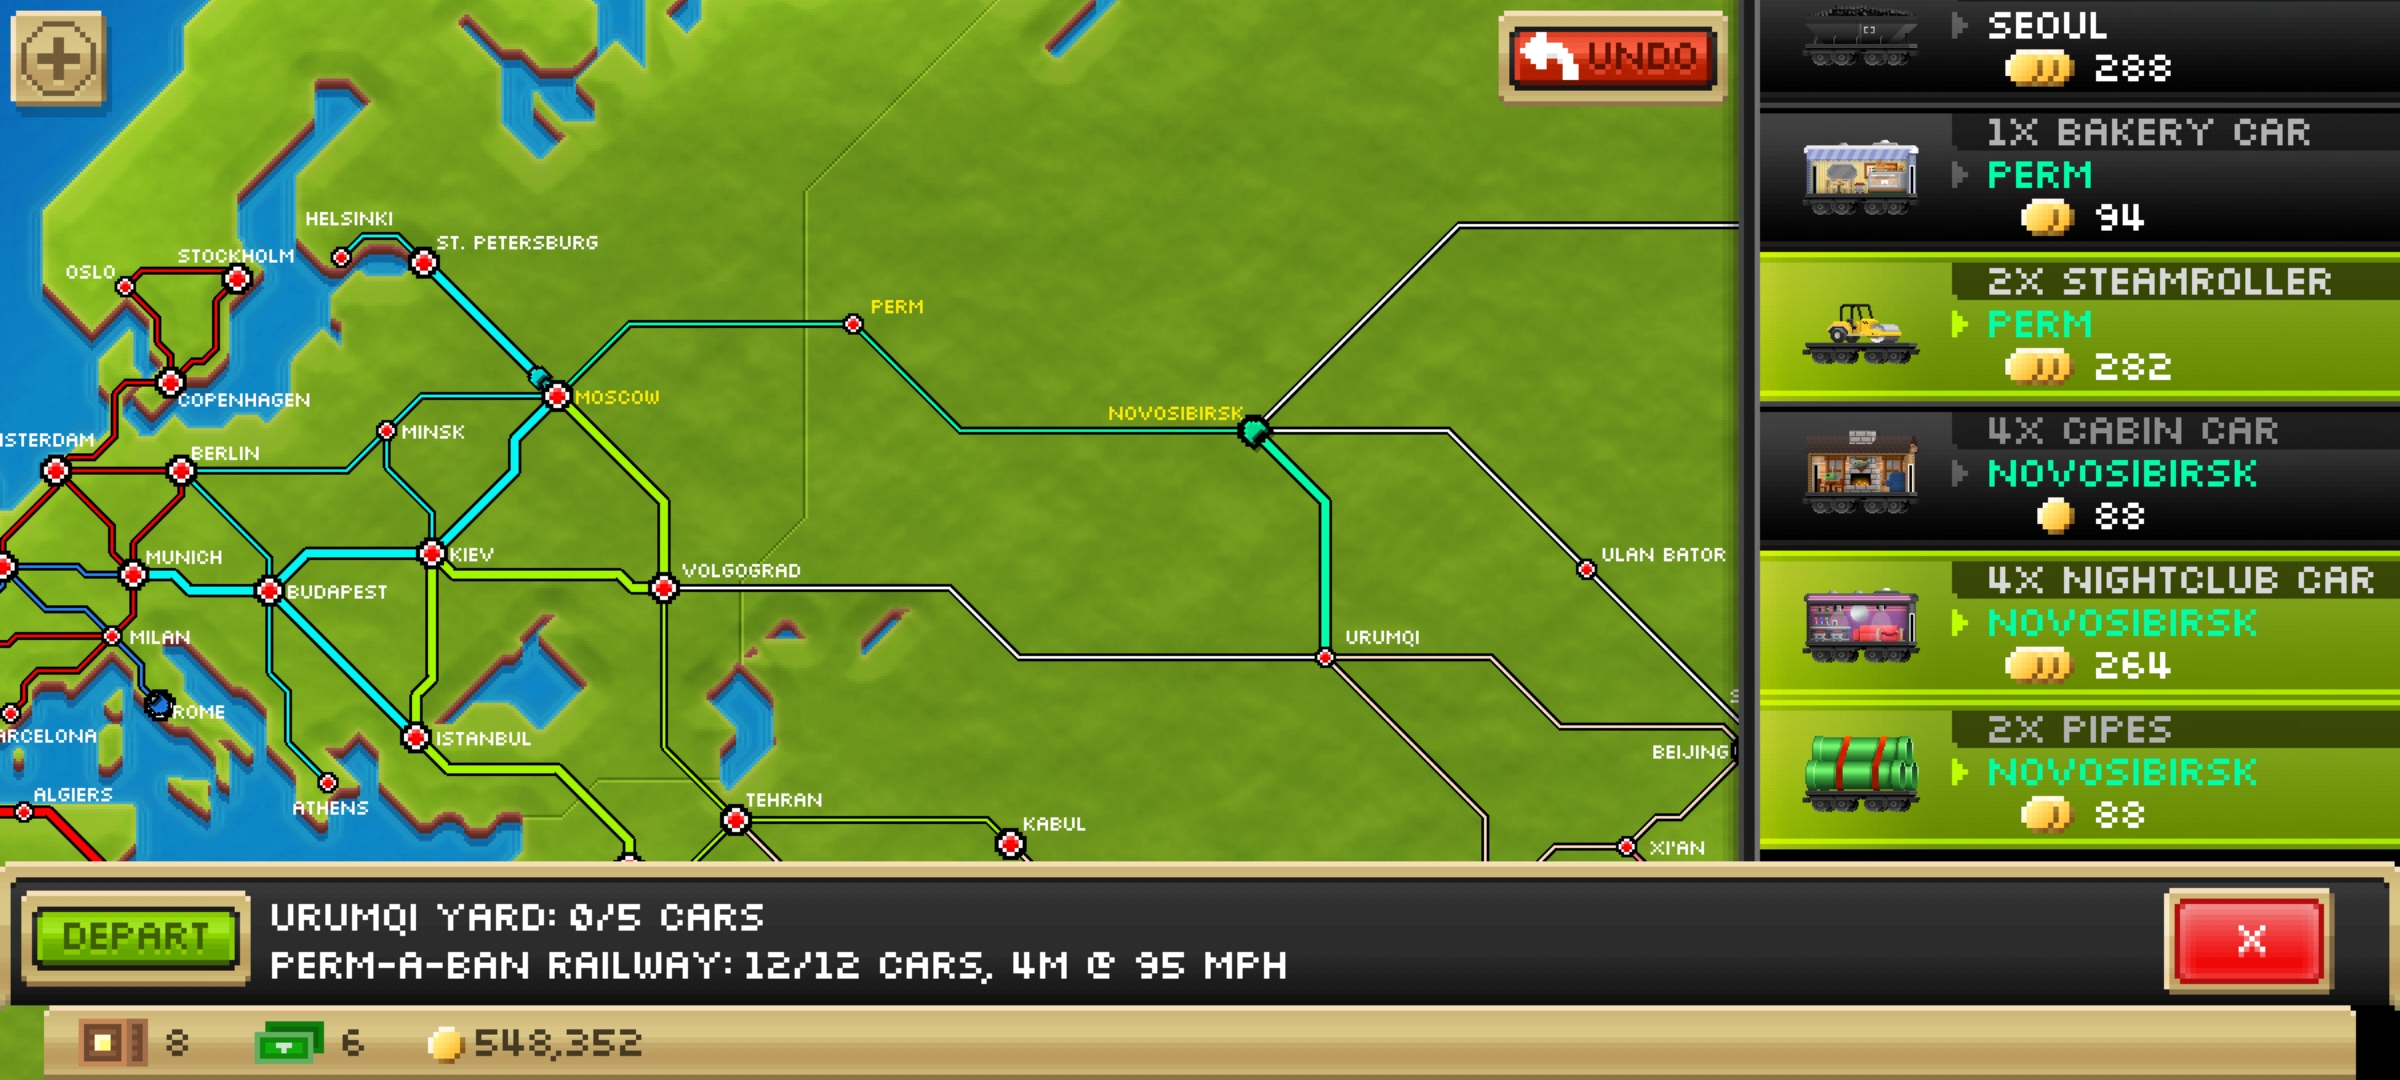 UNDO
HELSINKI
ST. PETERSBURG
STOCKHOLM
OSLO
PERM
COPENHAGEN
MOSCOW
NOVOSIBIRSK
MINSK
STERDAM
BERLIN
MUNICH
KIEV
ULAN BATOR
VOLGOGRAD
BUDAPEST
MILAN
URUMQI
ROME
ARCELONA
ISTANBUL
BEIJING
ALGIERS
ATHENS
TEHRAN
KABUL
XI'AN
SEOUL
288
1X BAKERY CAR
PERM
94
2X STEAMROLLER
PERM
282
4X CABIN CAR
NOVOSIBIRSK
88
4X NIGHTCLUB CAR
NOVOSIBIRSK
264
2X PIPES
NOVOSIBIRSK
88
DEPART
URUMQI YARD: 0/5 CARS
PERM-A-BAN RAILWAY: 12/12 CARS, 4M @ 95 MPH
X
8
6
548,352